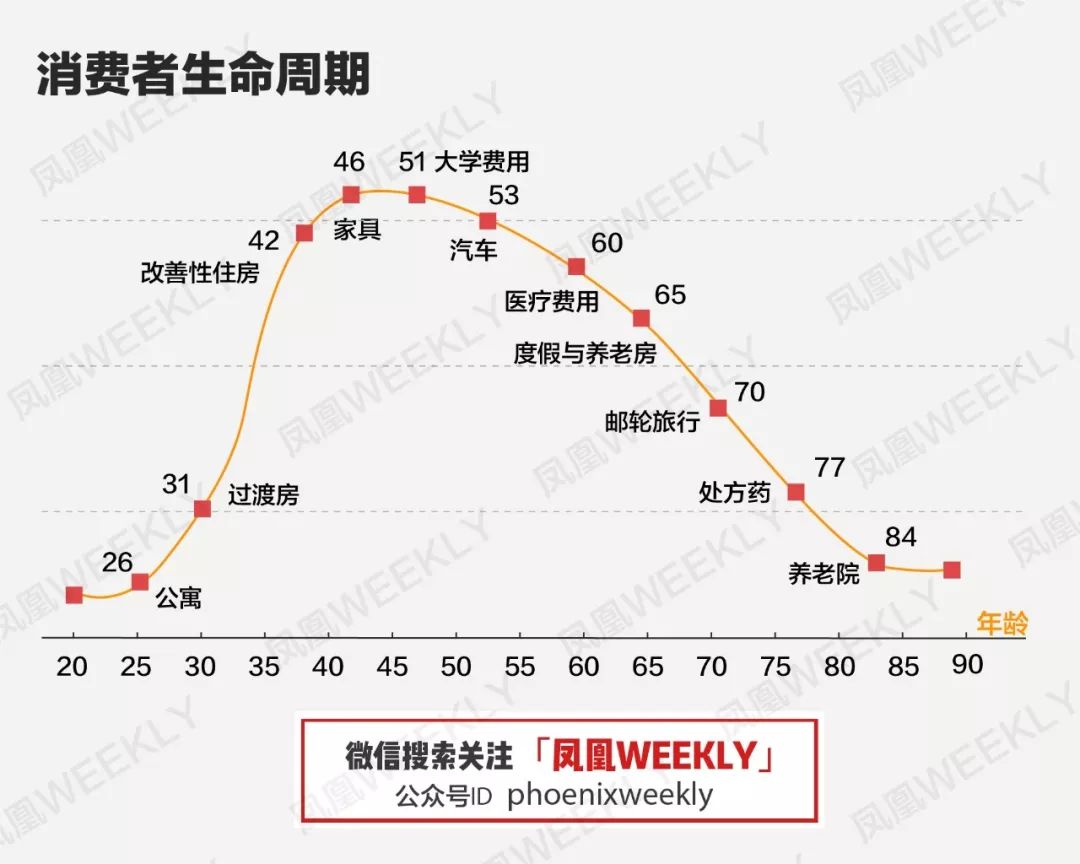 消费者生命周期
46
51 大学费用
53
42
家具
改善性住房
汽车
60
医疗费用
65
度假与养老房
70
邮轮旅行
77
处方药
31
过渡房
84
养老院
26
公寓
年龄
20 25 30 35 40 45 50 55 60 65 70 75 80 85 90
微信搜索关注「凤凰WEEKLY」
公众号ID phoenixweekly
凤凰WEEKLY